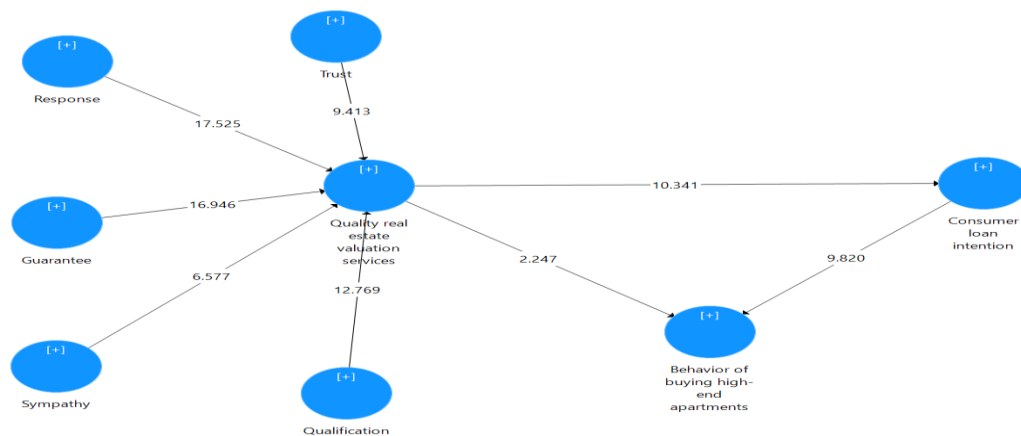 [+]
Trust
[+]
Response
9.413
17.525
[+]
Quality real
estate
valuation
services
10.341
[+]
Consumer
loan
intention
[+]
Guarantee
16.946
6.577
12.769
2.247
9.820
[+]
Behavior of
buying high-
end
apartments
[+]
Sympathy
[+]
Qualification